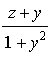 z + y
1 + y²